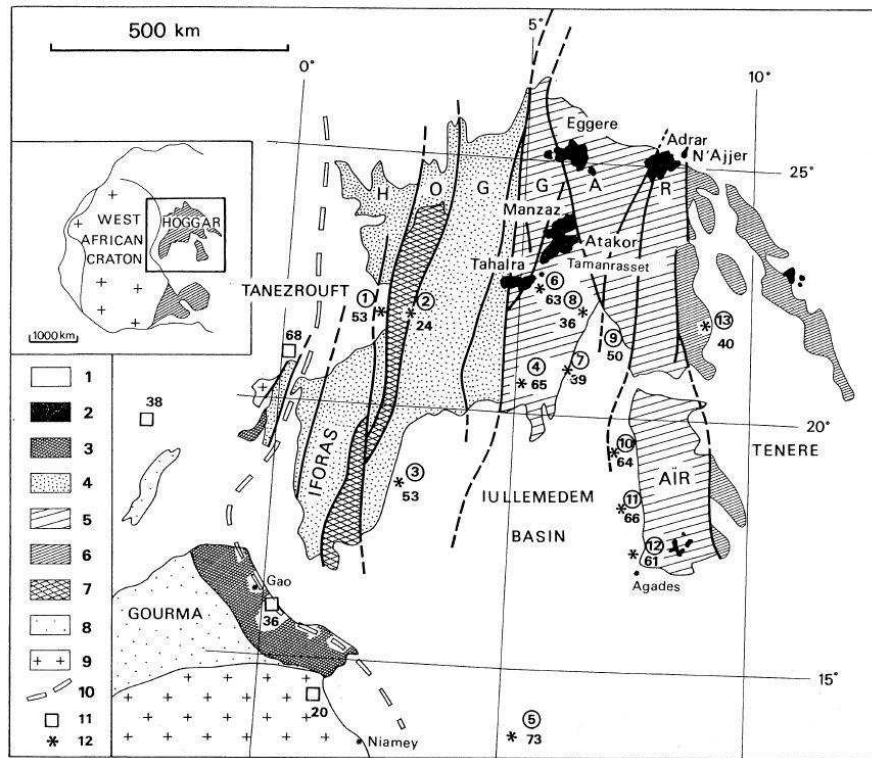 500 km
0°
5°
10°
Eggere
Adrar
N'Ajjer
25°
H O G G A R
WEST
AFRICAN
CRATON
HOGGAR
1000km
Manzaz
Atakor
Tahalra
Tamanrasset
TANEZROUFT
1
53
2
24
6
63
8
36
9
50
13
40
68
4
65
7
39
38
20°
IFORAS
3
53
10
64
TENERE
AÏR
IULLEMEDEM
BASIN
11
66
12
61
Agades
Gao
GOURMA
36
15°
20
Niamey
5
73
1
2
3
4
5
6
7
8
9
10
11
12